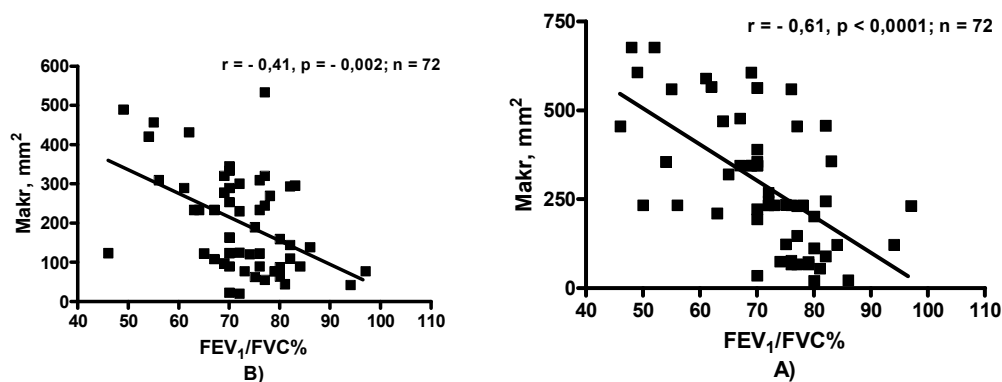 r = - 0,41, p = - 0,002; n = 72
Makr, mm²
600
500
400
300
200
100
0
40 50 60 70 80 90 100 110
FEV₁/FVC%
B)
r = - 0,61, p < 0,0001; n = 72
Makr, mm²
750
500
250
0
40 50 60 70 80 90 100 110
FEV₁/FVC%
A)